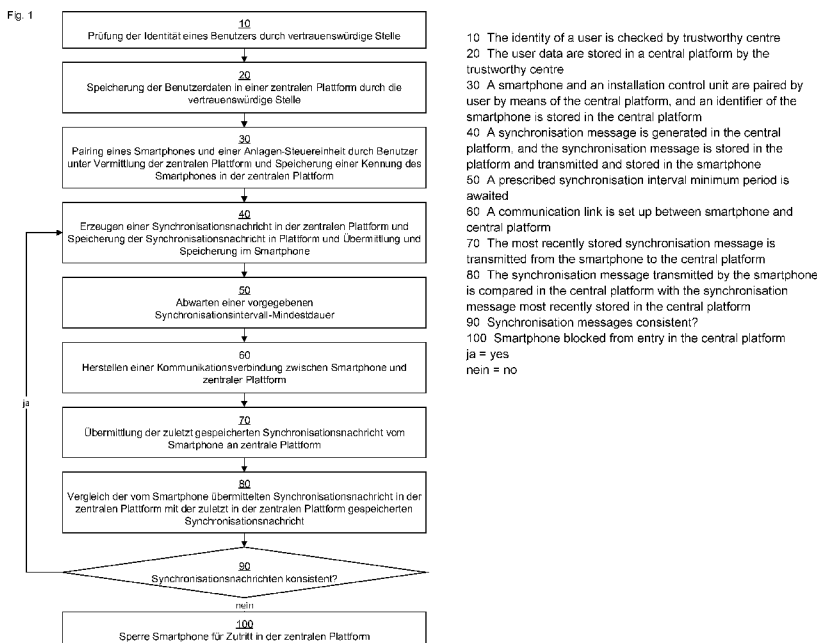 Fig. 1
10
Prüfung der Identität eines Benutzers durch vertrauenswürdige Stelle
20
Speicherung der Benutzerdaten in einer zentralen Plattform durch die
vertrauenswürdige Stelle
30
Pairing eines Smartphones und einer Anlagen-Steuereinheit durch Benutzer
unter Vermittlung der zentralen Plattform und Speicherung einer Kennung des
Smartphones in der zentralen Plattform
40
Erzeugen einer Synchronisationsnachricht in der zentralen Plattform und
Speicherung der Synchronisationsnachricht in Plattform und Übermittlung und
Speicherung im Smartphone
50
Abwarten einer vorgegebenen
Synchronisationsintervall-Mindestdauer
60
Herstellen einer Kommunikationsverbindung zwischen Smartphone und
zentraler Plattform
ja
70
Übermittlung der zuletzt gespeicherten Synchronisationsnachricht vom
Smartphone an zentrale Plattform
80
Vergleich der vom Smartphone übermittelten Synchronisationsnachricht in der
zentralen Plattform mit der zuletzt in der zentralen Plattform gespeicherten
Synchronisationsnachricht
90
Synchronisationsnachrichten konsistent?
nein
100
Sperre Smartphone für Zutritt in der zentralen Plattform
10 The identity of a user is checked by trustworthy centre
20 The user data are stored in a central platform by the
trustworthy centre
30 A smartphone and an installation control unit are paired by
user by means of the central platform, and an identifier of the
smartphone is stored in the central platform
40 A synchronisation message is generated in the central
platform, and the synchronisation message is stored in the
platform and transmitted and stored in the smartphone
50 A prescribed synchronisation interval minimum period is
awaited
60 A communication link is set up between smartphone and
central platform
70 The most recently stored synchronisation message is
transmitted from the smartphone to the central platform
80 The synchronisation message transmitted by the smartphone
is compared in the central platform with the synchronisation
message most recently stored in the central platform
90 Synchronisation messages consistent?
100 Smartphone blocked from entry in the central platform
ja = yes
nein = no